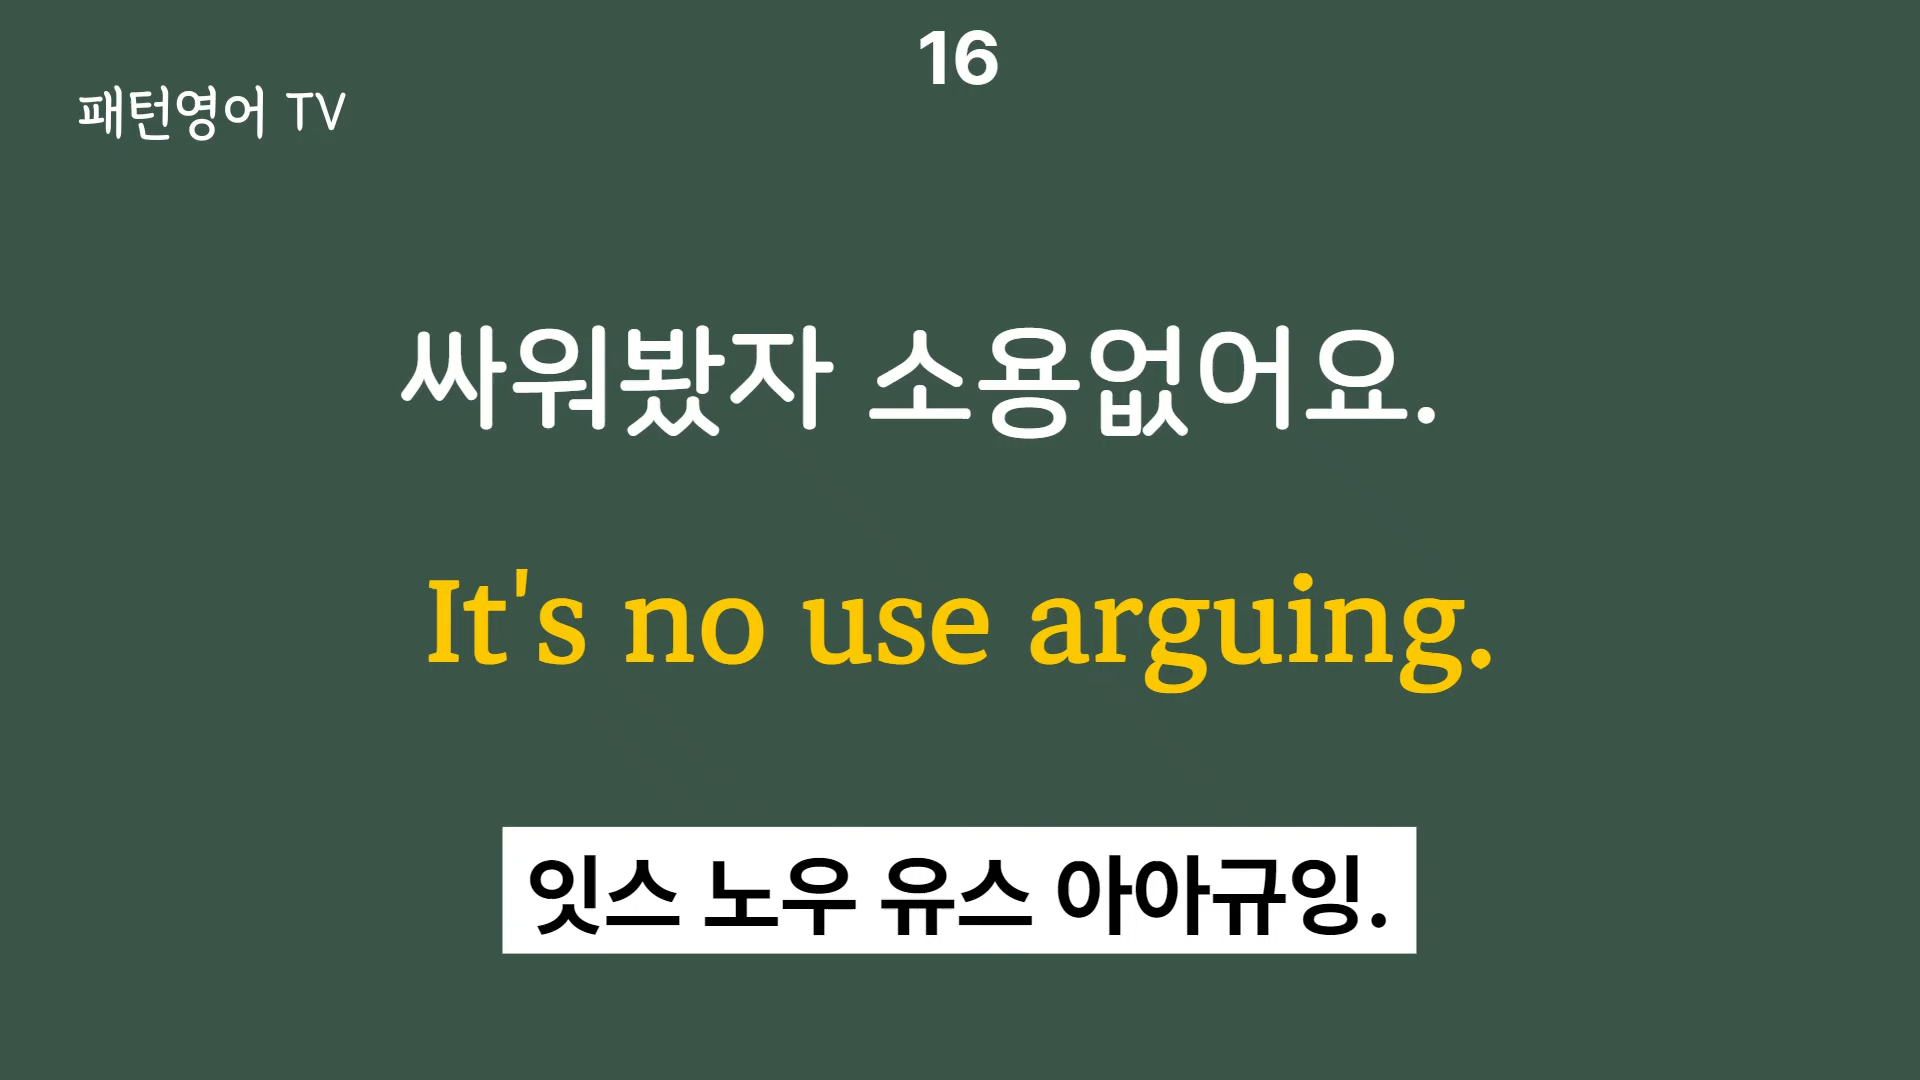 16
패턴영어 TV
싸워봤자 소용없어요.
It's no use arguing.
잇스 노우 유스 아아규잉.